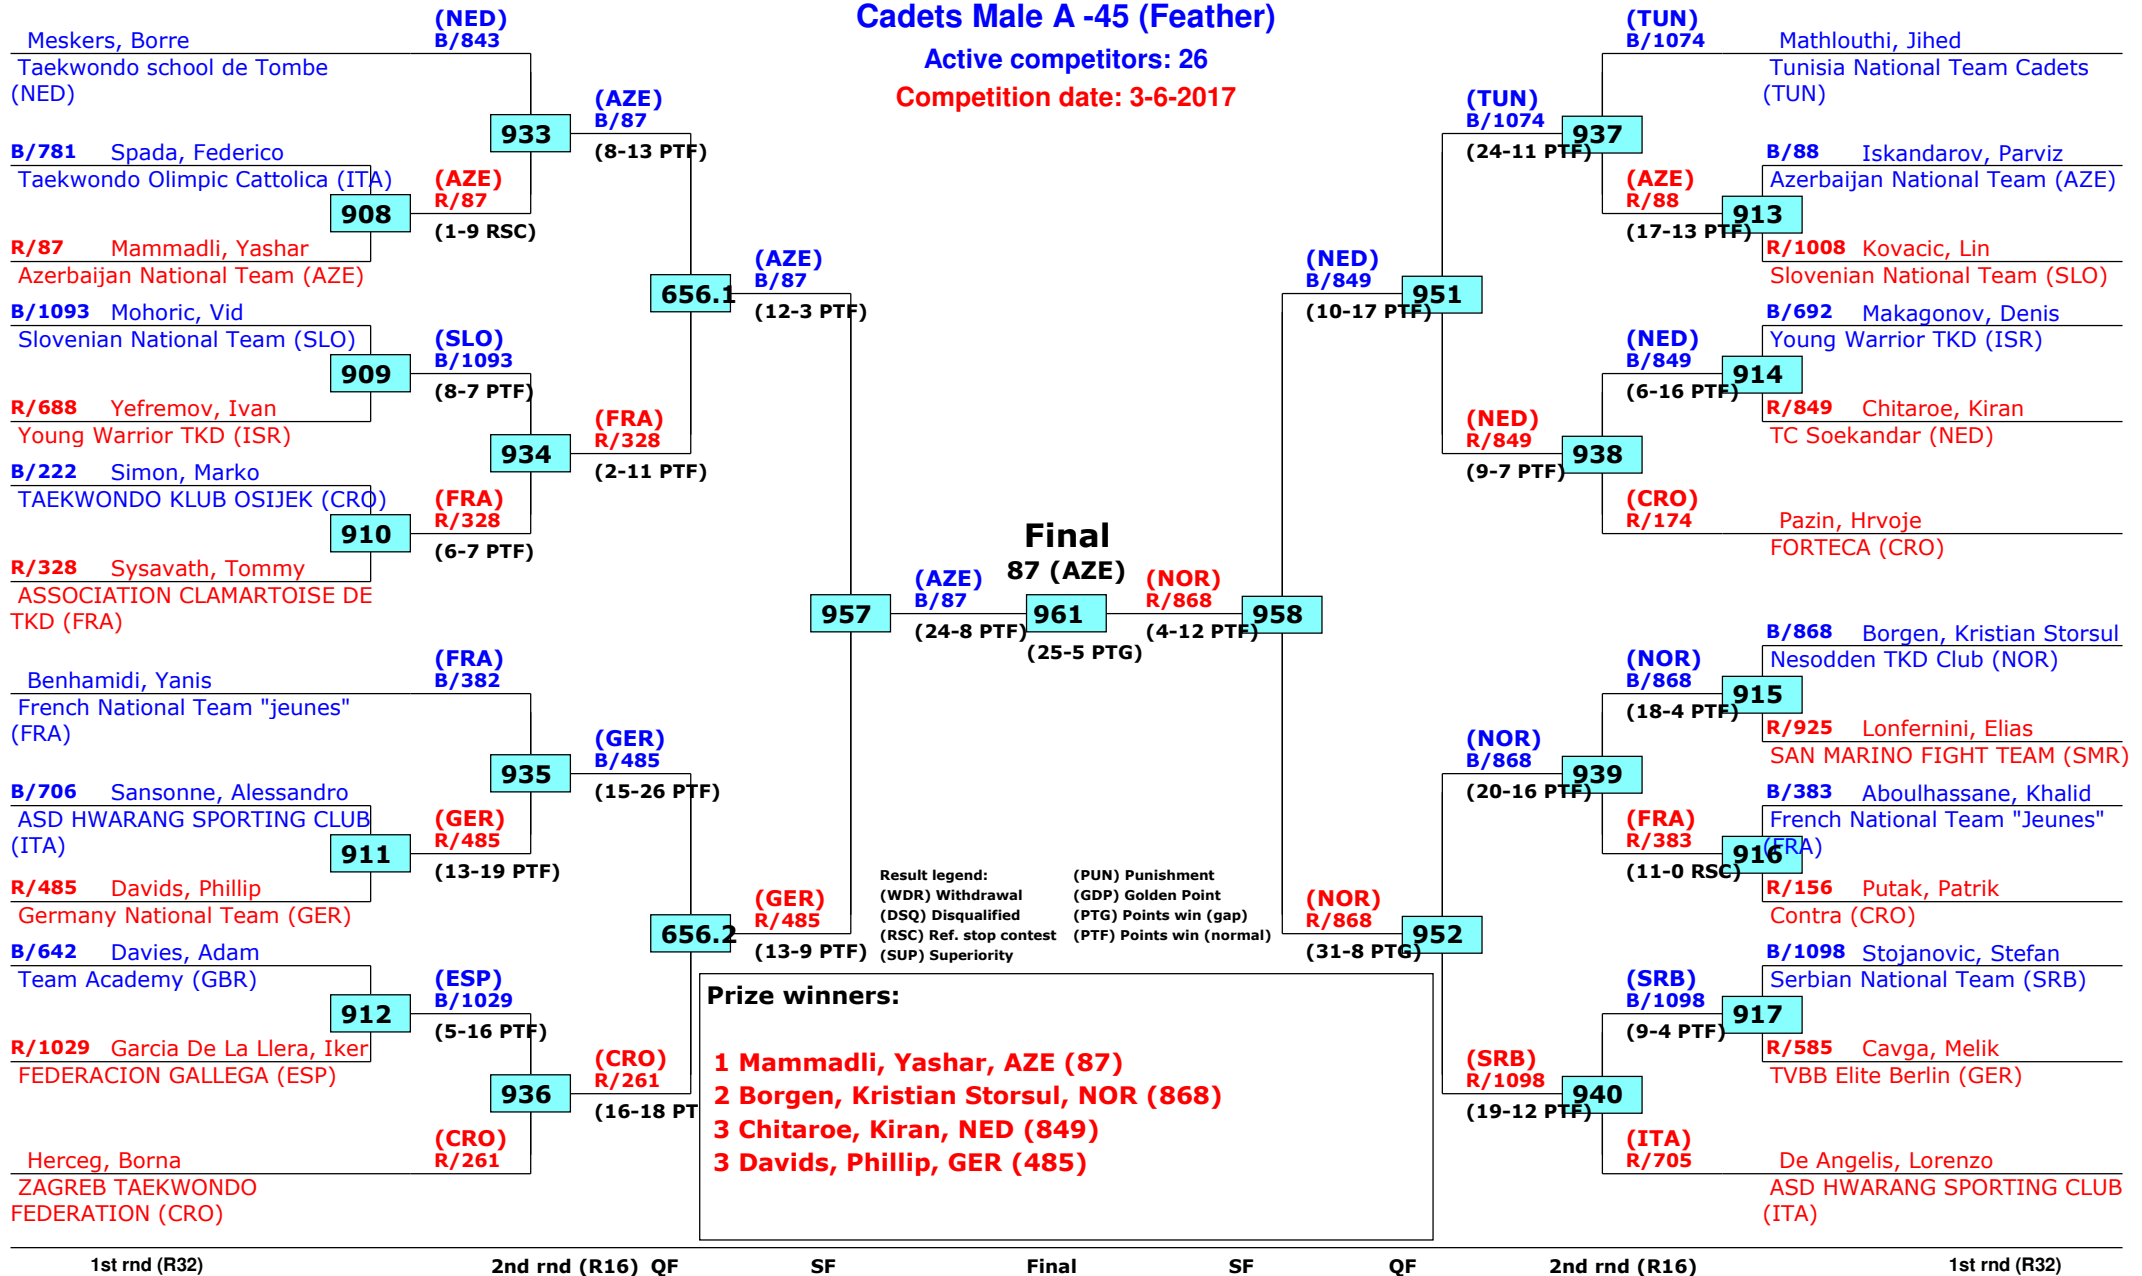 Cadets Male A -45 (Feather)
Active competitors: 26
Competition date: 3-6-2017
(NED)
B/843
Meskers, Borre
Taekwondo school de Tombe
(NED)
(AZE)
B/87
933
(8-13 PTF)
B/781 Spada, Federico
Taekwondo Olimpic Cattolica (ITA)
(AZE)
R/87
908
(1-9 RSC)
R/87 Mammadli, Yashar
Azerbaijan National Team (AZE)
(AZE)
B/87
656.1
(12-3 PTF)
B/1093 Mohoric, Vid
Slovenian National Team (SLO)
(SLO)
B/1093
909
(8-7 PTF)
R/688 Yefremov, Ivan
Young Warrior TKD (ISR)
(FRA)
R/328
934
(2-11 PTF)
B/222 Simon, Marko
TAEKWONDO KLUB OSIJEK (CRO)
(FRA)
R/328
910
(6-7 PTF)
R/328 Sysavath, Tommy
ASSOCIATION CLAMARTOISE DE
TKD (FRA)
957
(AZE)
B/87
(24-8 PTF)
Final
87 (AZE)
961
(25-5 PTG)
(NOR)
R/868
(4-12 PTF)
958
(FRA)
B/382
Benhamidi, Yanis
French National Team "jeunes"
(FRA)
(GER)
B/485
935
(15-26 PTF)
B/706 Sansonne, Alessandro
ASD HWARANG SPORTING CLUB
(ITA)
(GER)
R/485
911
(13-19 PTF)
R/485 Davids, Phillip
Germany National Team (GER)
(GER)
R/485
656.2
(13-9 PTF)
B/642 Davies, Adam
Team Academy (GBR)
(ESP)
B/1029
912
(5-16 PTF)
R/1029 Garcia De La Llera, Iker
FEDERACION GALLEGA (ESP)
(CRO)
R/261
936
(16-18 PT
(CRO)
R/261
Herceg, Borna
ZAGREB TAEKWONDO
FEDERATION (CRO)
(TUN)
B/1074
Mathlouthi, Jihed
Tunisia National Team Cadets
(TUN)
(TUN)
B/1074
937
(24-11 PTF)
B/88 Iskandarov, Parviz
Azerbaijan National Team (AZE)
(AZE)
R/88
913
(17-13 PTF)
R/1008 Kovacic, Lin
Slovenian National Team (SLO)
(NED)
B/849
951
(10-17 PTF)
B/692 Makagonov, Denis
Young Warrior TKD (ISR)
(NED)
B/849
914
(6-16 PTF)
R/849 Chitaroe, Kiran
TC Soekandar (NED)
(NED)
R/849
938
(9-7 PTF)
(CRO)
R/174
Pazin, Hrvoje
FORTECA (CRO)
B/868 Borgen, Kristian Storsul
Nesodden TKD Club (NOR)
(NOR)
B/868
915
(18-4 PTF)
R/925 Lonfernini, Elias
SAN MARINO FIGHT TEAM (SMR)
(NOR)
B/868
939
(20-16 PTF)
B/383 Aboulhassane, Khalid
French National Team "Jeunes"
(FRA)
(FRA)
R/383
916
(11-0 RSC)
R/156 Putak, Patrik
Contra (CRO)
(NOR)
R/868
952
(31-8 PTG)
B/1098 Stojanovic, Stefan
Serbian National Team (SRB)
(SRB)
B/1098
917
(9-4 PTF)
R/585 Cavga, Melik
TVBB Elite Berlin (GER)
(SRB)
R/1098
940
(19-12 PTF)
(ITA)
R/705
De Angelis, Lorenzo
ASD HWARANG SPORTING CLUB
(ITA)
Result legend: (PUN) Punishment
(WDR) Withdrawal (GDP) Golden Point
(DSQ) Disqualified (PTG) Points win (gap)
(RSC) Ref. stop contest (PTF) Points win (normal)
(SUP) Superiority
Prize winners:
1 Mammadli, Yashar, AZE (87)
2 Borgen, Kristian Storsul, NOR (868)
3 Chitaroe, Kiran, NED (849)
3 Davids, Phillip, GER (485)
1st rnd (R32) 2nd rnd (R16) QF SF Final SF QF 2nd rnd (R16) 1st rnd (R32)